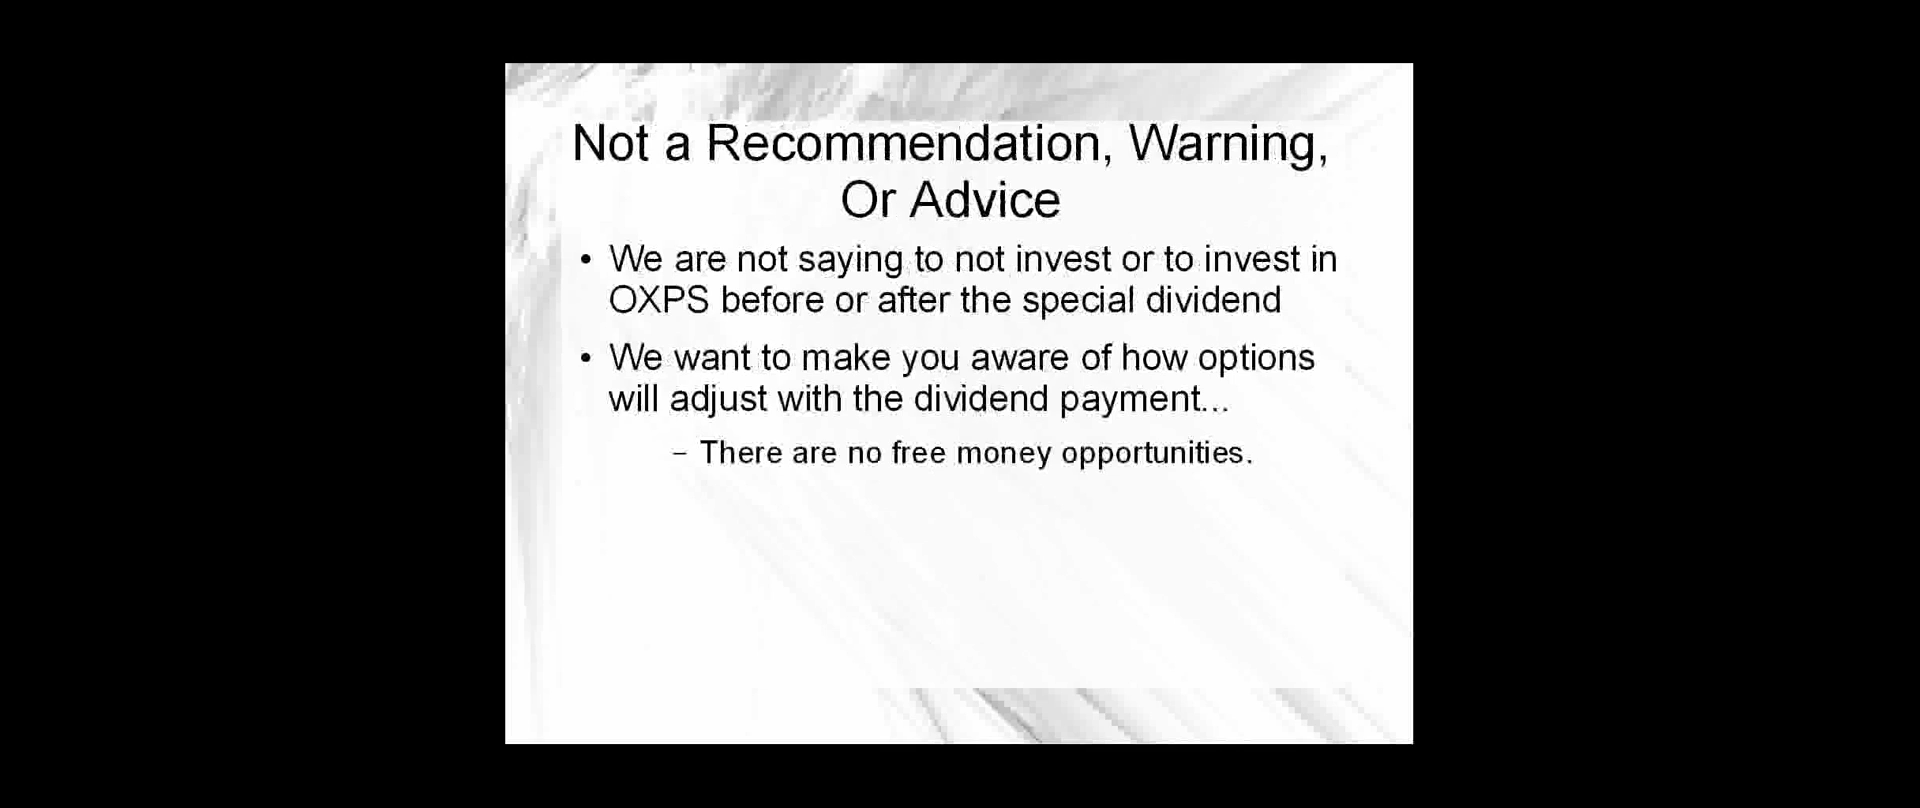 Not a Recommendation, Warning,
Or Advice
• We are not saying to not invest or to invest in
OXPS before or after the special dividend
• We want to make you aware of how options
will adjust with the dividend payment...
– There are no free money opportunities.